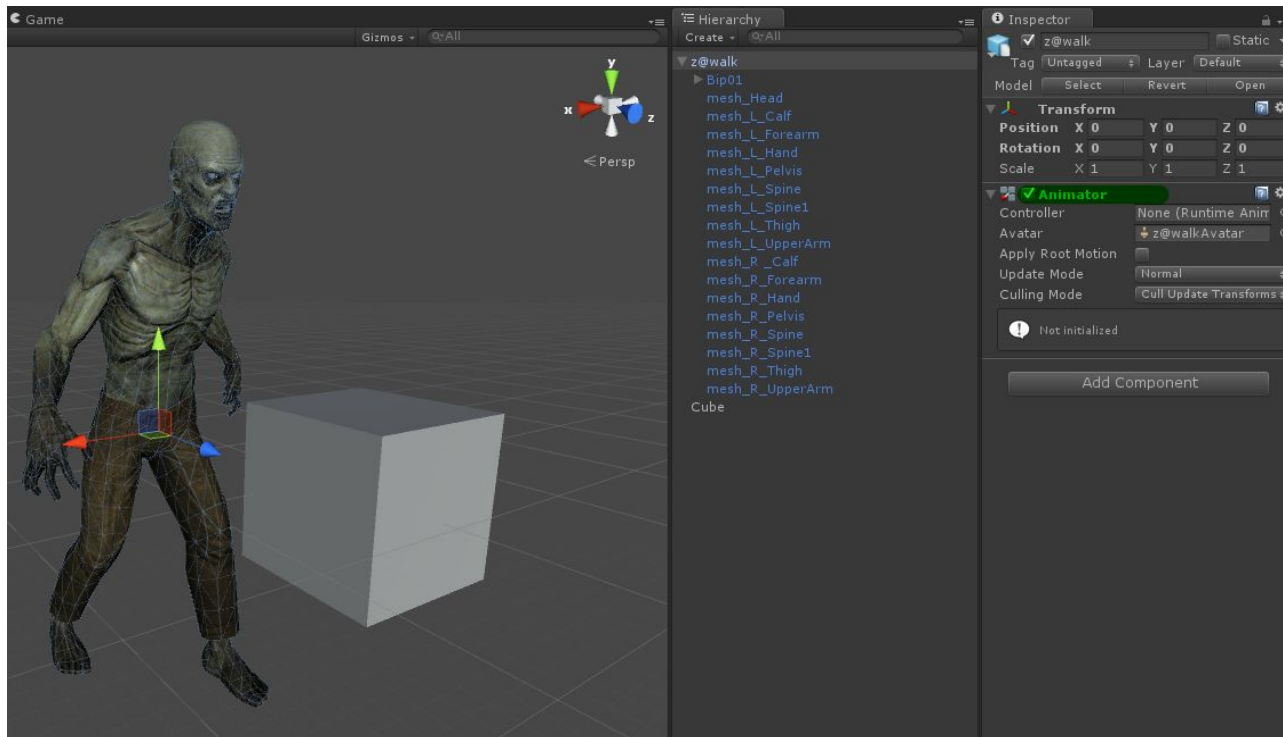 Game
Gizmos All
y
x
z
Persp
Hierarchy
Create All
z@walk
Bip01
mesh_Head
mesh_L_Calf
mesh_L_Forearm
mesh_L_Hand
mesh_L_Pelvis
mesh_L_Spine
mesh_L_Spine1
mesh_L_Thigh
mesh_L_UpperArm
mesh_R _Calf
mesh_R_Forearm
mesh_R_Hand
mesh_R_Pelvis
mesh_R_Spine
mesh_R_Spine1
mesh_R_Thigh
mesh_R_UpperArm
Cube
Inspector
z@walk Static
Tag Untagged Layer Default
Model Select Revert Open
Transform
Position X 0 Y 0 Z 0
Rotation X 0 Y 0 Z 0
Scale X 1 Y 1 Z 1
Animator
Controller None (Runtime Anim
Avatar z@walkAvatar
Apply Root Motion
Update Mode Normal
Culling Mode Cull Update Transforms
Not initialized
Add Component